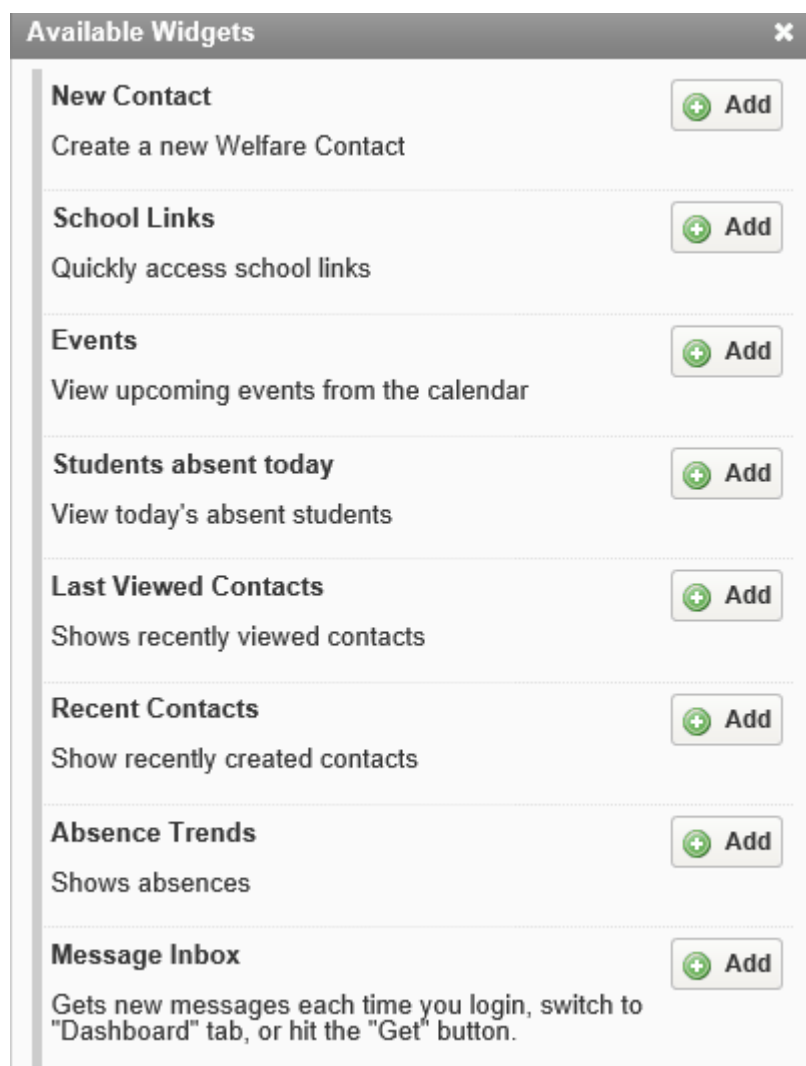 Available Widgets
New Contact
Add
Create a new Welfare Contact
School Links
Add
Quickly access school links
Events
Add
View upcoming events from the calendar
Students absent today
Add
View today's absent students
Last Viewed Contacts
Add
Shows recently viewed contacts
Recent Contacts
Add
Show recently created contacts
Absence Trends
Add
Shows absences
Message Inbox
Add
Gets new messages each time you login, switch to
"Dashboard" tab, or hit the "Get" button.